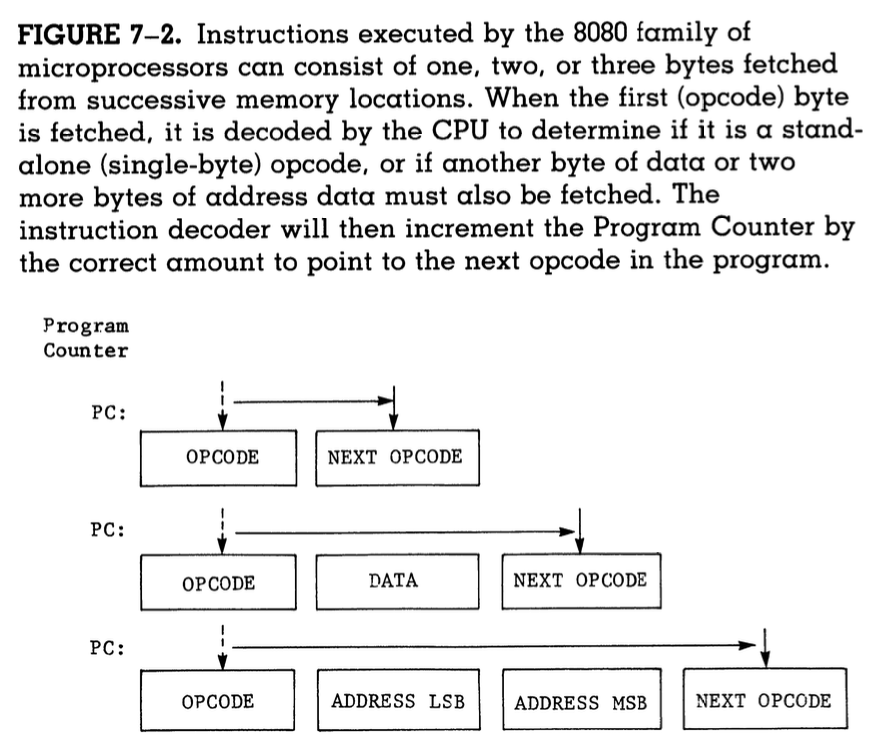 FIGURE 7–2. Instructions executed by the 8080 family of
microprocessors can consist of one, two, or three bytes fetched
from successive memory locations. When the first (opcode) byte
is fetched, it is decoded by the CPU to determine if it is a stand-
alone (single-byte) opcode, or if another byte of data or two
more bytes of address data must also be fetched. The
instruction decoder will then increment the Program Counter by
the correct amount to point to the next opcode in the program.
Program
Counter
PC:
OPCODE NEXT OPCODE
PC:
OPCODE DATA NEXT OPCODE
PC:
OPCODE ADDRESS LSB ADDRESS MSB NEXT OPCODE